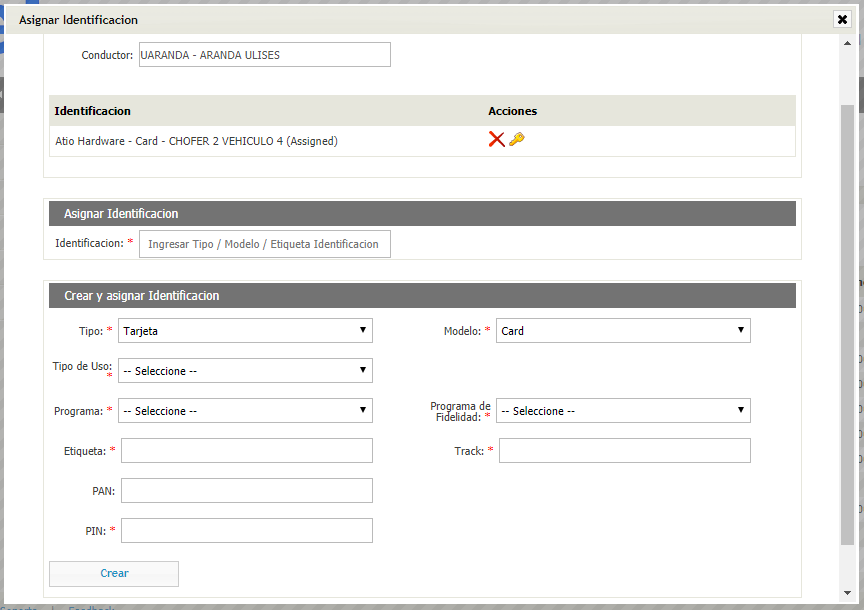 Asignar Identificacion
Conductor: UARANDA - ARANDA ULISES
Identificacion Acciones
Atio Hardware - Card - CHOFER 2 VEHICULO 4 (Assigned)
Asignar Identificacion
Identificacion: * Ingresar Tipo / Modelo / Etiqueta Identificacion
Crear y asignar Identificacion
Tipo: * Tarjeta Modelo: * Card
Tipo de Uso: * -- Seleccione --
Programa: * -- Seleccione -- Programa de Fidelidad: * -- Seleccione --
Etiqueta: * Track: *
PAN:
PIN: *
Crear